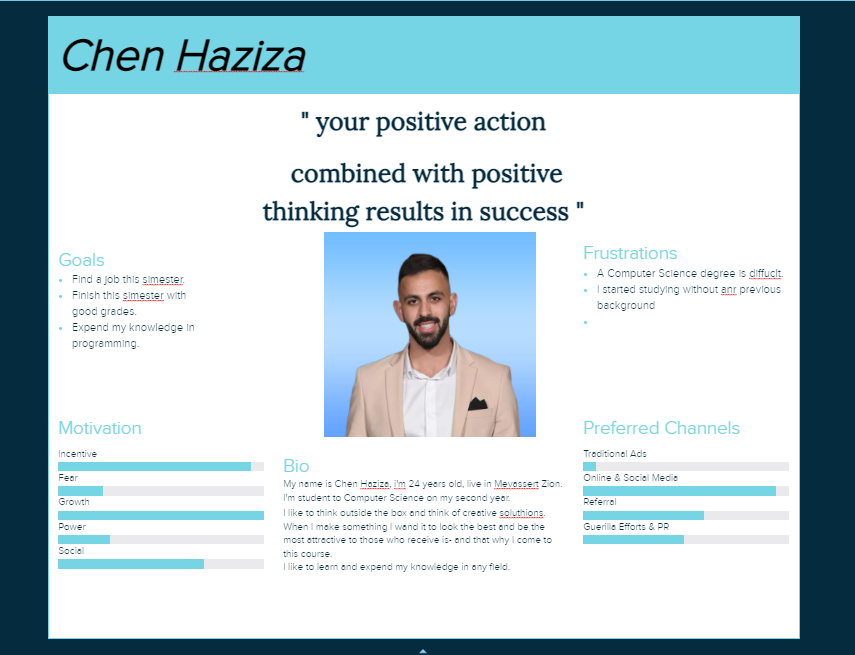 Chen Haziza
" your positive action
combined with positive
thinking results in success "
Goals
Find a job this simester.
Finish this simester with
good grades.
Expend my knowledge in
programming.
Frustrations
A Computer Science degree is diffuclt.
I started studying without anr previous
background
Motivation
Incentive
Fear
Growth
Power
Social
Bio
My name is Chen Haziza, i'm 24 years old, live in Mevassert Zion.
I'm student to Computer Science on my second year.
I like to think outside the box and think of creative soluthions.
When I make something I wand it to look the best and be the
most attractive to those who receive is- and that why I come to
this course.
I like to learn and expend my knowledge in any field.
Preferred Channels
Traditional Ads
Online & Social Media
Referral
Guerilla Efforts & PR